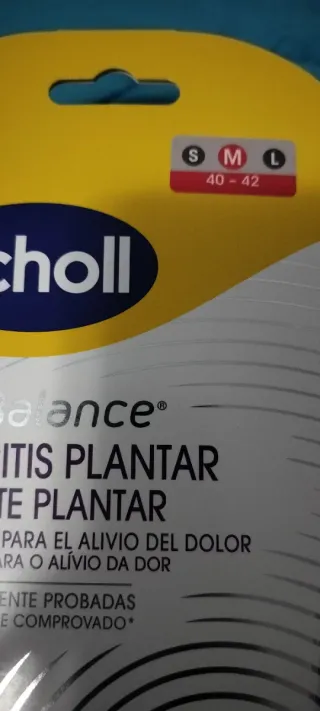 S M L
40 - 42
choll
Balance®
ITIS PLANTAR
TE PLANTAR
PARA EL ALIVIO DEL DOLOR
ARA O ALÍVIO DA DOR
ENTE PROBADAS
E COMPROVADO*